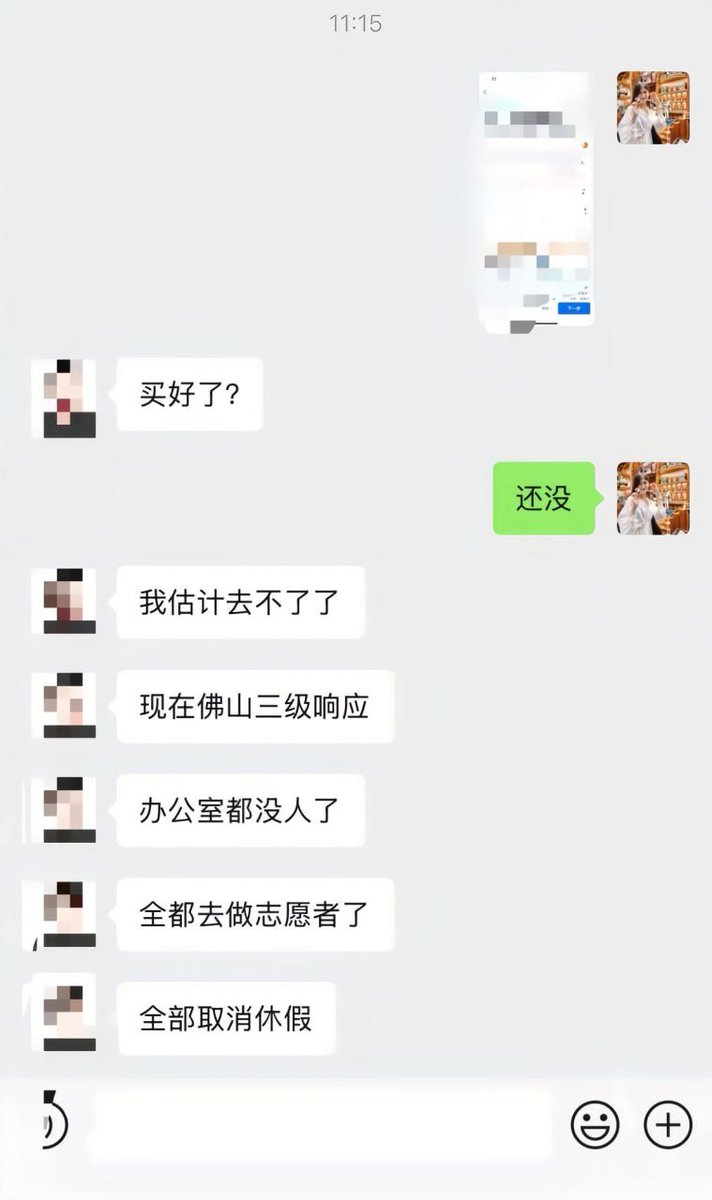 11:15
下一步
买好了?
还没
我估计去不了了
现在佛山三级响应
办公室都没人了
全都去做志愿者了
全部取消休假